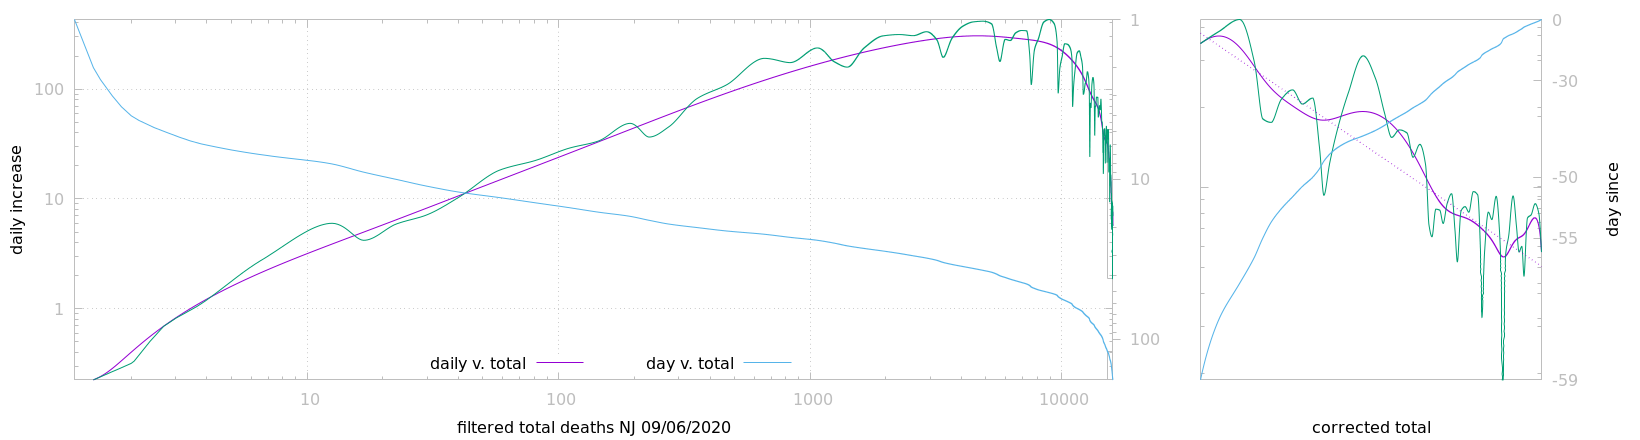 1
0
100
-30
daily increase
10
10
-50
day since
-55
1
100
daily v. total
day v. total
-59
10
100
1000
10000
filtered total deaths NJ 09/06/2020
corrected total